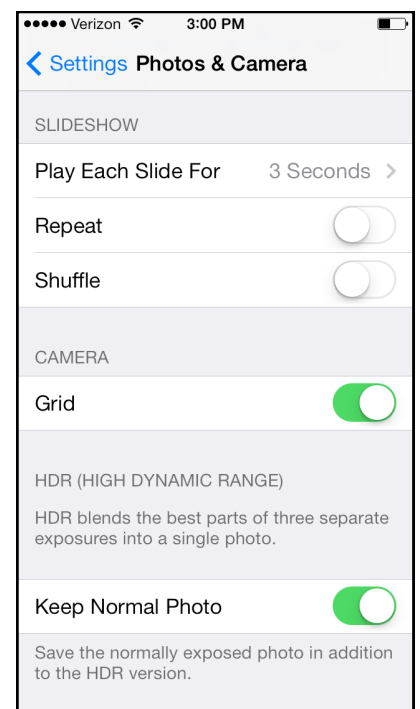 Verizon 3:00 PM
Settings Photos & Camera
SLIDESHOW
Play Each Slide For 3 Seconds
Repeat
Shuffle
CAMERA
Grid
HDR (HIGH DYNAMIC RANGE)
HDR blends the best parts of three separate
exposures into a single photo.
Keep Normal Photo
Save the normally exposed photo in addition
to the HDR version.